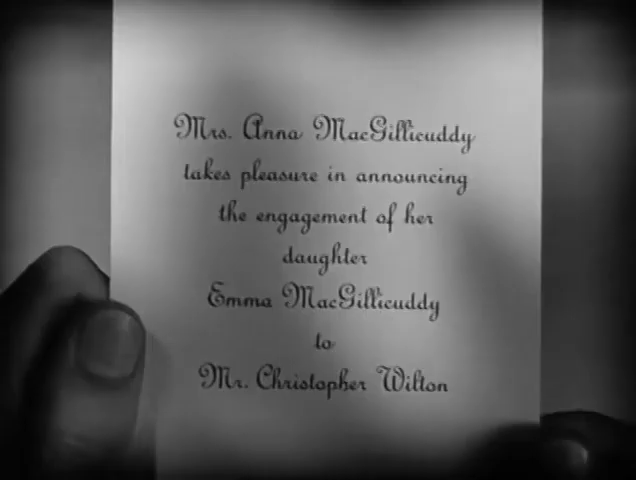 Mrs. Anna MacGillicuddy
takes pleasure in announcing
the engagement of her
daughter
Emma MacGillicuddy
to
Mr. Christopher Wilton